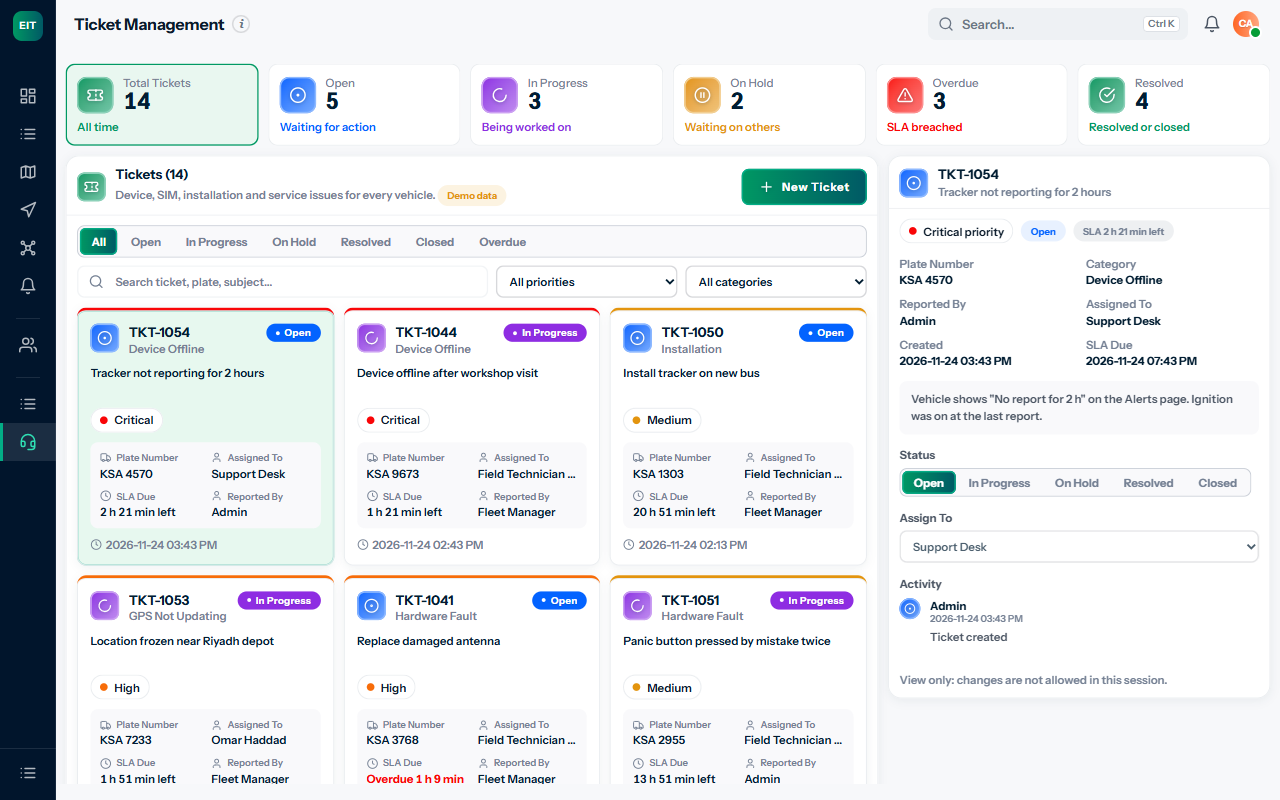 EIT
Ticket Management
i
Search...
Ctrl K
CA
Total Tickets
14
All time
Open
5
Waiting for action
In Progress
3
Being worked on
On Hold
2
Waiting on others
Overdue
3
SLA breached
Resolved
4
Resolved or closed
Tickets (14)
Device, SIM, installation and service issues for every vehicle.
Demo data
New Ticket
All
Open
In Progress
On Hold
Resolved
Closed
Overdue
Search ticket, plate, subject...
All priorities
All categories
TKT-1054
Open
Device Offline
Tracker not reporting for 2 hours
Critical
Plate Number
Assigned To
KSA 4570
Support Desk
SLA Due
Reported By
2 h 21 min left
Admin
2026-11-24 03:43 PM
TKT-1044
In Progress
Device Offline
Device offline after workshop visit
Critical
Plate Number
Assigned To
KSA 9673
Field Technician ...
SLA Due
Reported By
1 h 21 min left
Fleet Manager
2026-11-24 02:43 PM
TKT-1050
Open
Installation
Install tracker on new bus
Medium
Plate Number
Assigned To
KSA 1303
Field Technician ...
SLA Due
Reported By
20 h 51 min left
Fleet Manager
2026-11-24 02:13 PM
TKT-1053
In Progress
GPS Not Updating
Location frozen near Riyadh depot
High
Plate Number
Assigned To
KSA 7233
Omar Haddad
SLA Due
Reported By
1 h 51 min left
Fleet Manager
TKT-1041
Open
Hardware Fault
Replace damaged antenna
High
Plate Number
Assigned To
KSA 3768
Field Technician ...
SLA Due
Reported By
Overdue 1 h 9 min
Fleet Manager
TKT-1051
In Progress
Hardware Fault
Panic button pressed by mistake twice
Medium
Plate Number
Assigned To
KSA 2955
Field Technician ...
SLA Due
Reported By
13 h 51 min left
Admin
TKT-1054
Tracker not reporting for 2 hours
Critical priority
Open
SLA 2 h 21 min left
Plate Number
Category
KSA 4570
Device Offline
Reported By
Assigned To
Admin
Support Desk
Created
SLA Due
2026-11-24 03:43 PM
2026-11-24 07:43 PM
Vehicle shows "No report for 2 h" on the Alerts page. Ignition
was on at the last report.
Status
Open
In Progress
On Hold
Resolved
Closed
Assign To
Support Desk
Activity
Admin
2026-11-24 03:43 PM
Ticket created
View only: changes are not allowed in this session.